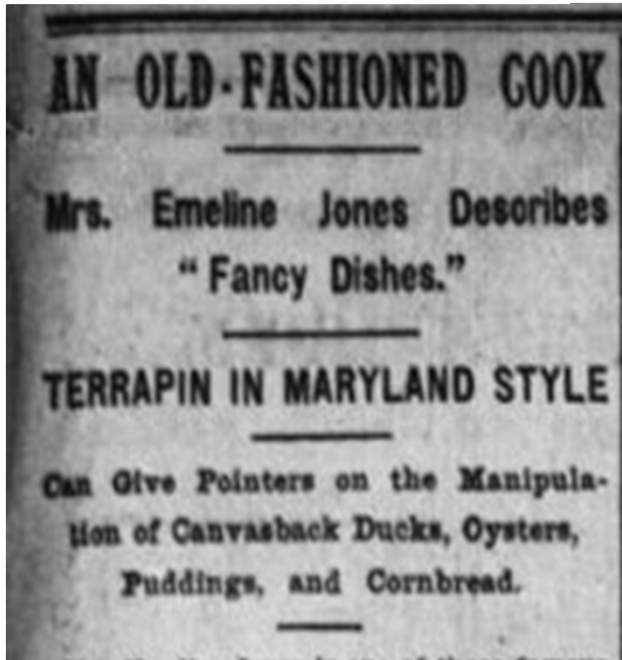 AN OLD-FASHIONED COOK
Mrs. Emeline Jones Describes
"Fancy Dishes."
TERRAPIN IN MARYLAND STYLE
Can Give Pointers on the Manipula-
tion of Canvasback Ducks, Oysters,
Puddings, and Cornbread.